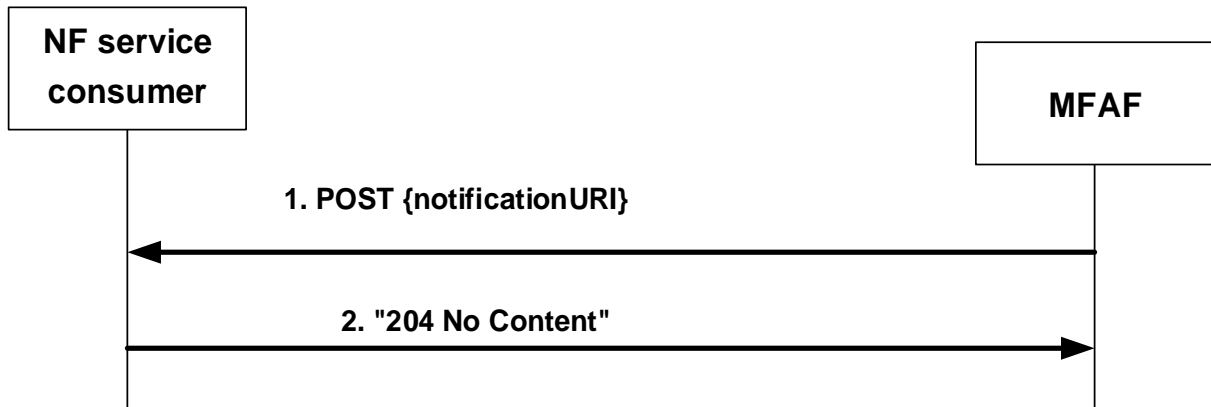 NF service
consumer
MFAF
1. POST {notificationURI}
2. "204 No Content"